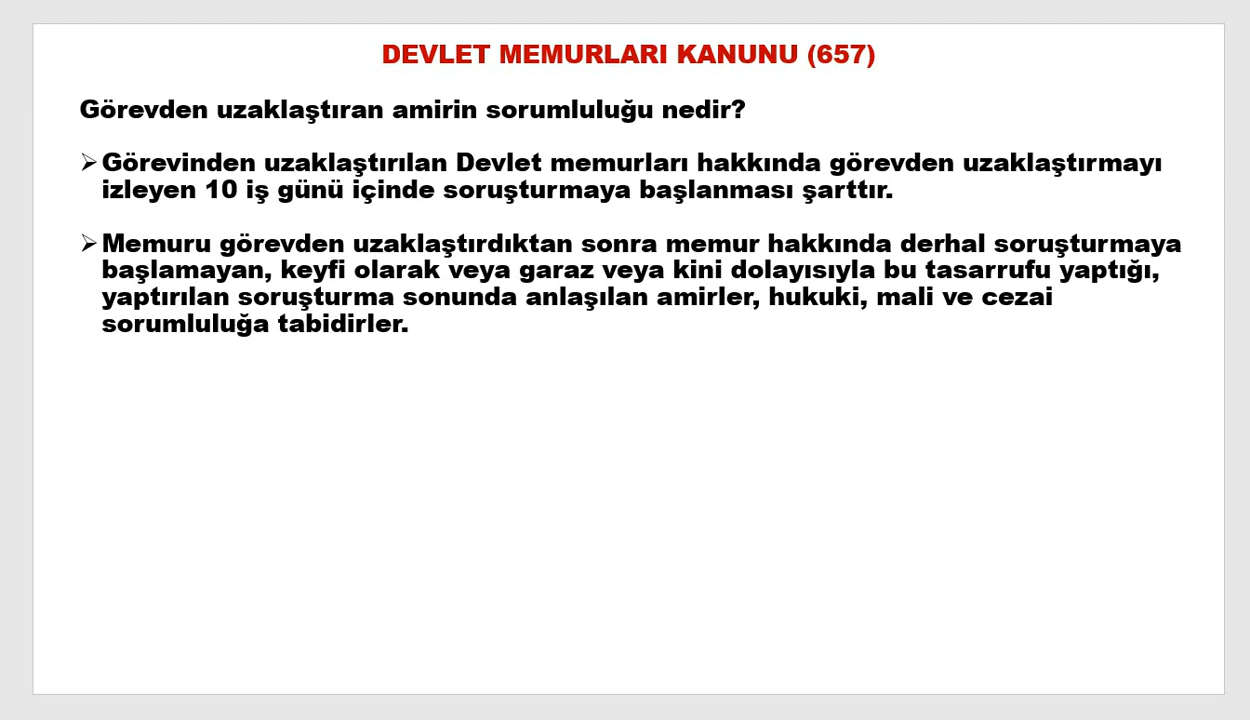 DEVLET MEMURLARI KANUNU (657)
Görevden uzaklaştıran amirin sorumluluğu nedir?
Görevinden uzaklaştırılan Devlet memurları hakkında görevden uzaklaştırmayı
izleyen 10 iş günü içinde soruşturmaya başlanması şarttır.
Memuru görevden uzaklaştırdıktan sonra memur hakkında derhal soruşturmaya
başlamayan, keyfi olarak veya garaz veya kini dolayısıyla bu tasarrufu yaptığı,
yaptırılan soruşturma sonunda anlaşılan amirler, hukuki, mali ve cezai
sorumluluğa tabidirler.